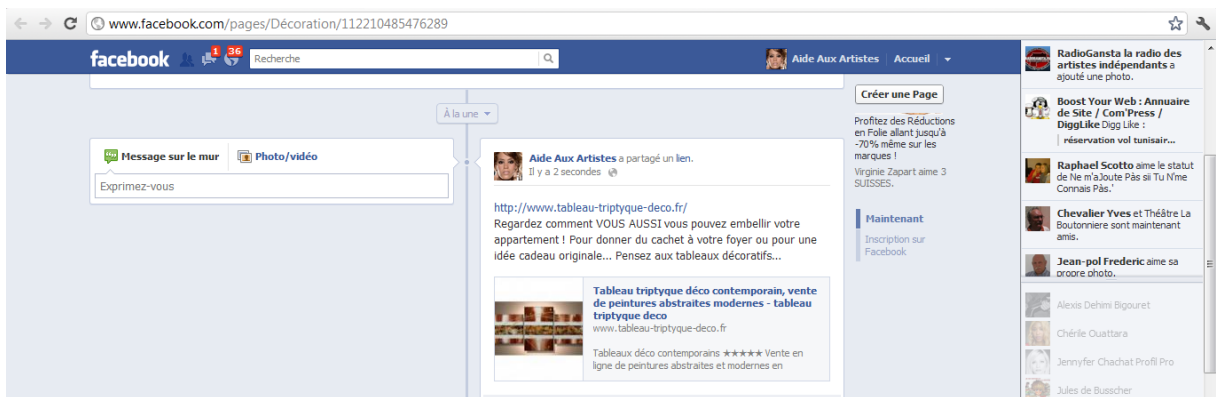 www.facebook.com/pages/Décoration/112210485476289
facebook
1
36
Recherche
Aide Aux Artistes
Accueil
À la une
Message sur le mur
Photo/vidéo
Exprimez-vous
Aide Aux Artistes a partagé un lien.
Il y a 2 secondes
http://www.tableau-triptyque-deco.fr/
Regardez comment VOUS AUSSI vous pouvez embellir votre
appartement ! Pour donner du cachet à votre foyer ou pour une
idée cadeau originale... Pensez aux tableaux décoratifs...
Tableau triptyque déco contemporain, vente
de peintures abstraites modernes - tableau
triptyque deco
www.tableau-triptyque-deco.fr
Tableaux déco contemporains ★★★★★ Vente en
ligne de peintures abstraites et modernes en
Créer une Page
Profitez des Réductions
en Folie allant jusqu'à
-70% même sur les
marques !
Virginie Zapart aime 3
SUISSES.
Maintenant
Inscription sur
Facebook
RadioGansta la radio des
artistes indépendants a
ajouté une photo.
Boost Your Web : Annuaire
de Site / Com'Press /
DiggLike Digg Like :
réservation vol tunisair...
Raphael Scotto aime le statut
de Ne m'aJoute Pàs sii Tu N'me
Connais Pàs.'
Chevalier Yves et Théâtre La
Boutonniere sont maintenant
amis.
Jean-pol Frederic aime sa
propre photo.
Alexis Dehimi Bigouret
Chérile Ouattara
Jennyfer Chachat Profil Pro
Jules de Busscher